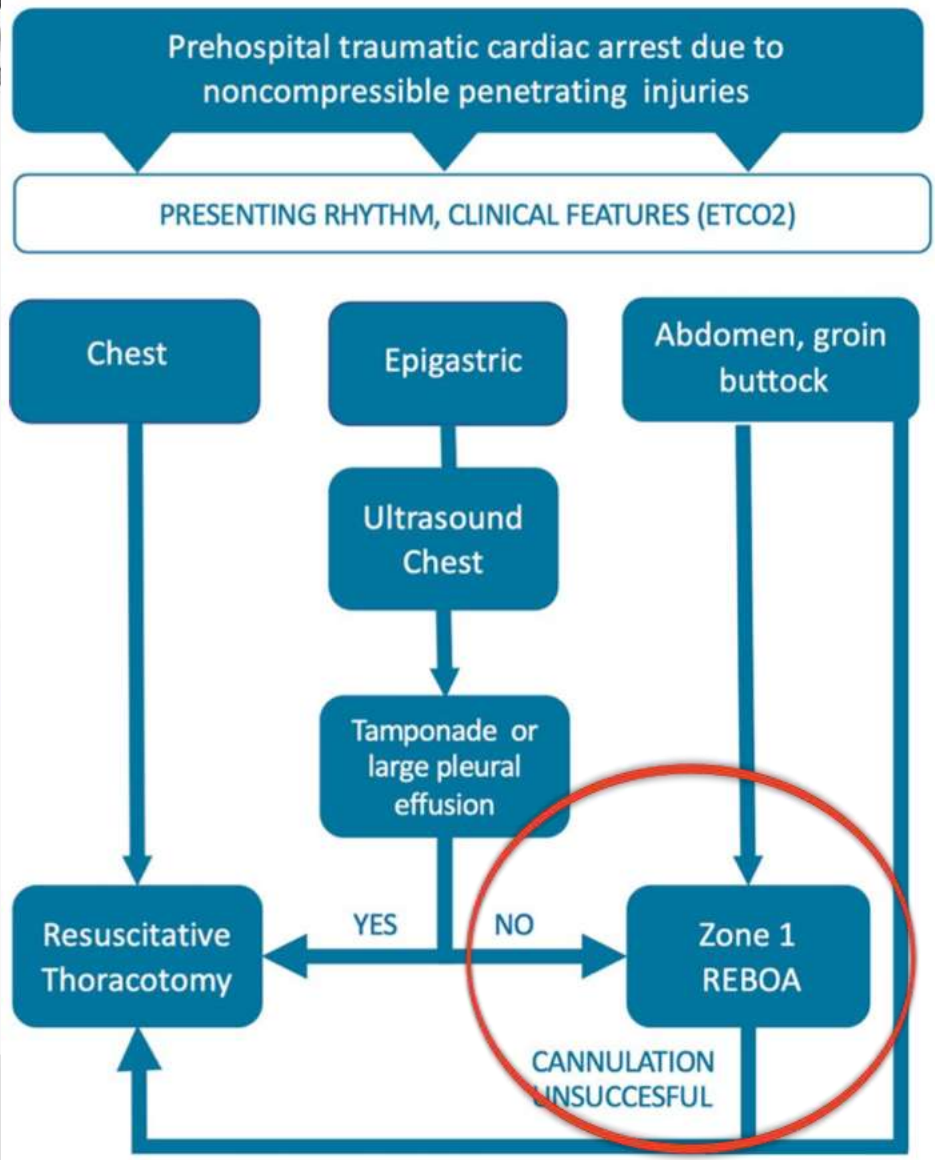 Prehospital traumatic cardiac arrest due to
noncompressible penetrating injuries
PRESENTING RHYTHM, CLINICAL FEATURES (ETCO2)
Chest
Epigastric
Abdomen, groin
buttock
Ultrasound
Chest
Tamponade or
large pleural
effusion
YES
NO
Resuscitative
Thoracotomy
Zone 1
REBOA
CANNULATION
UNSUCCESFUL